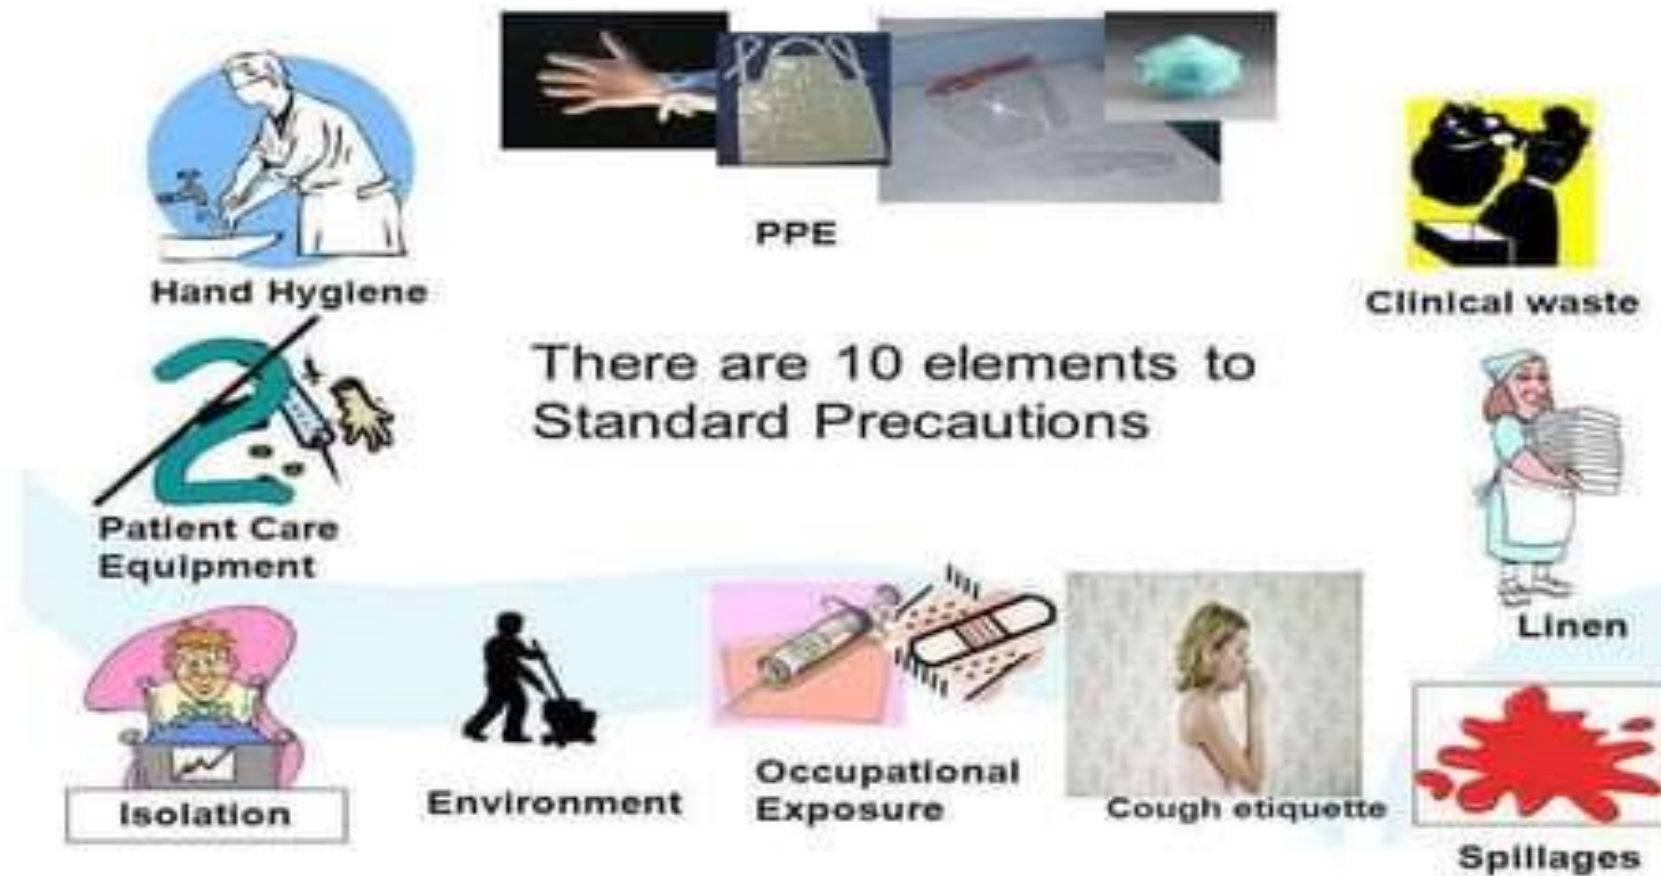 PPE
Hand Hygiene
Clinical waste
There are 10 elements to
Standard Precautions
Patient Care
Equipment
Linen
Isolation
Environment
Occupational
Exposure
Cough etiquette
Spillages